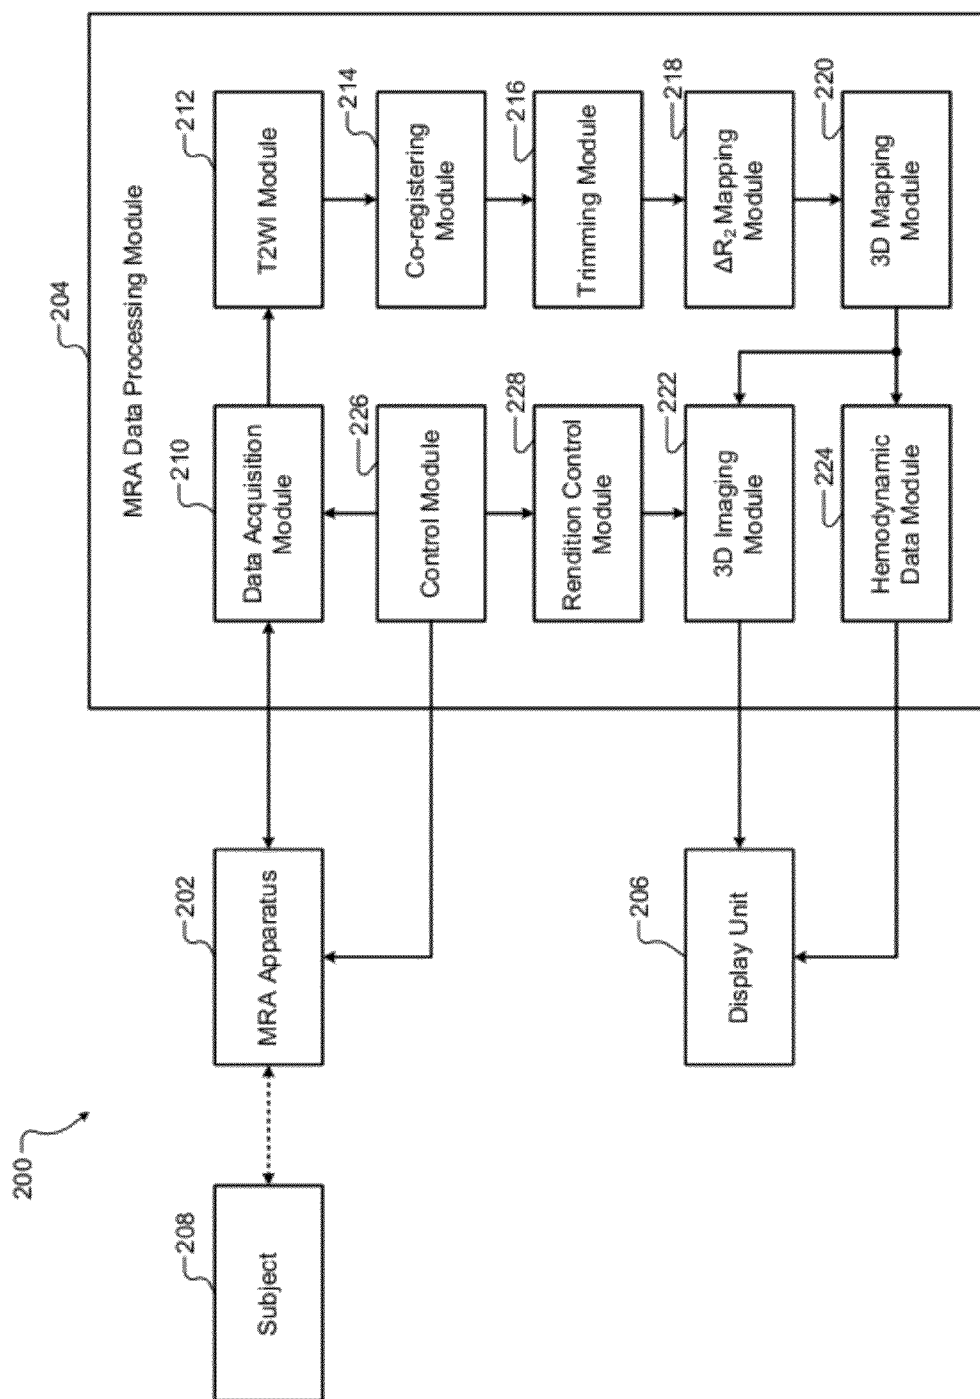 200
208
Subject
202
MRA Apparatus
206
Display Unit
204
MRA Data Processing Module
210
Data Acquisition
Module
212
T2WI Module
226
Control Module
214
Co-registering
Module
228
Rendition Control
Module
216
Trimming Module
222
3D Imaging
Module
218
ΔR₂ Mapping
Module
224
Hemodynamic
Data Module
220
3D Mapping
Module